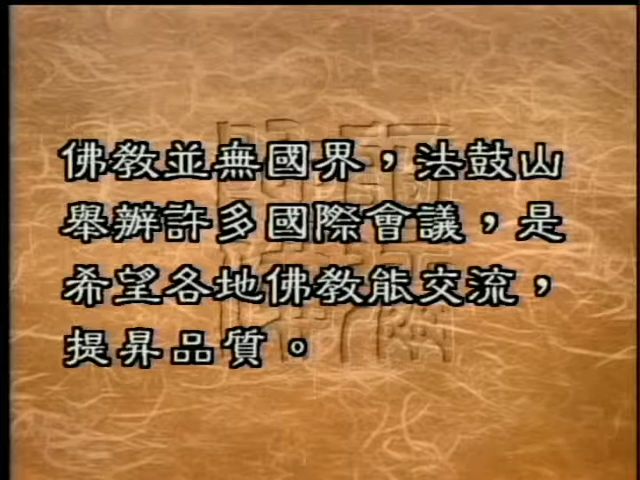 佛教並無國界，法鼓山
舉辦許多國際會議，是
希望各地佛教能交流，
提昇品質。